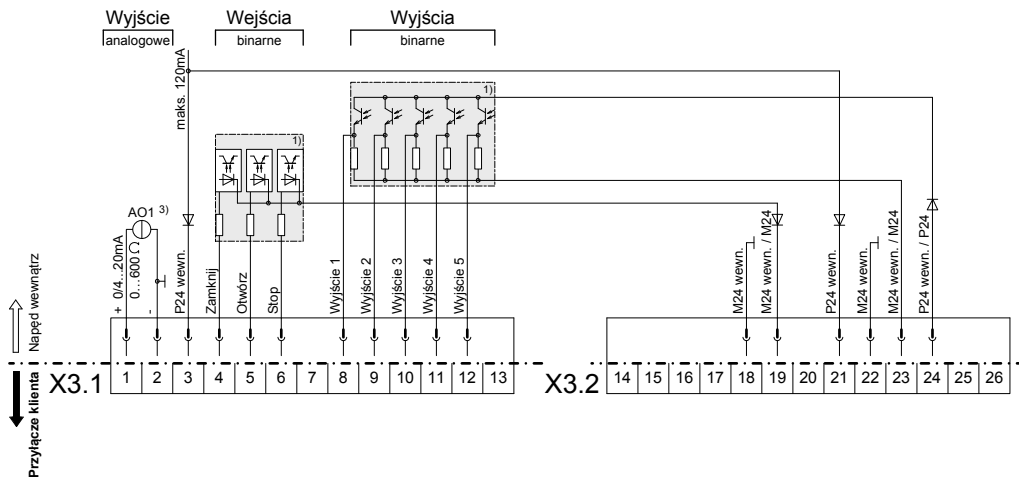 Wyjście
analogowe
Wejścia
binarne
Wyjścia
binarne
maks. 120mA
1)
1)
AO1 3)
+ 0/4...20mA
0...600 Ω
-
P24 wewn.
Zamknij
Otwórz
Stop
Wyjście 1
Wyjście 2
Wyjście 3
Wyjście 4
Wyjście 5
M24 wewn.
M24 wewn. / M24
P24 wewn.
M24 wewn.
M24 wewn. / M24
P24 wewn. / P24
Napęd wewnątrz
Przyłącze klienta
X3.1
1 2 3 4 5 6 7 8 9 10 11 12 13
X3.2
14 15 16 17 18 19 20 21 22 23 24 25 26